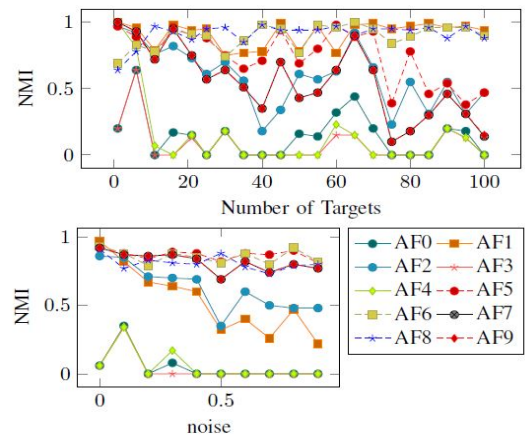 1
0.5
0
NMI
0
20
40
60
80
100
Number of Targets
1
0.5
0
NMI
0
0.5
noise
AF0 AF1
AF2 AF3
AF4 AF5
AF6 AF7
AF8 AF9